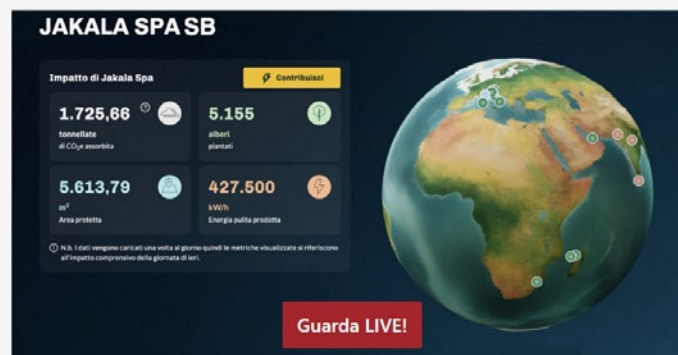 JAKALA SPA SB
Impatto di Jakala Spa
Contribuisci
1.725,66
tonnellate
di CO₂e assorbita
5.155
alberi
piantati
5.613,79
m²
Area protetta
427.500
kW/h
Energia pulita prodotta
N.b. I dati vengono caricati una volta al giorno quindi le metriche visualizzate si riferiscono
all'impatto comprensivo della giornata di ieri.
Guarda LIVE!